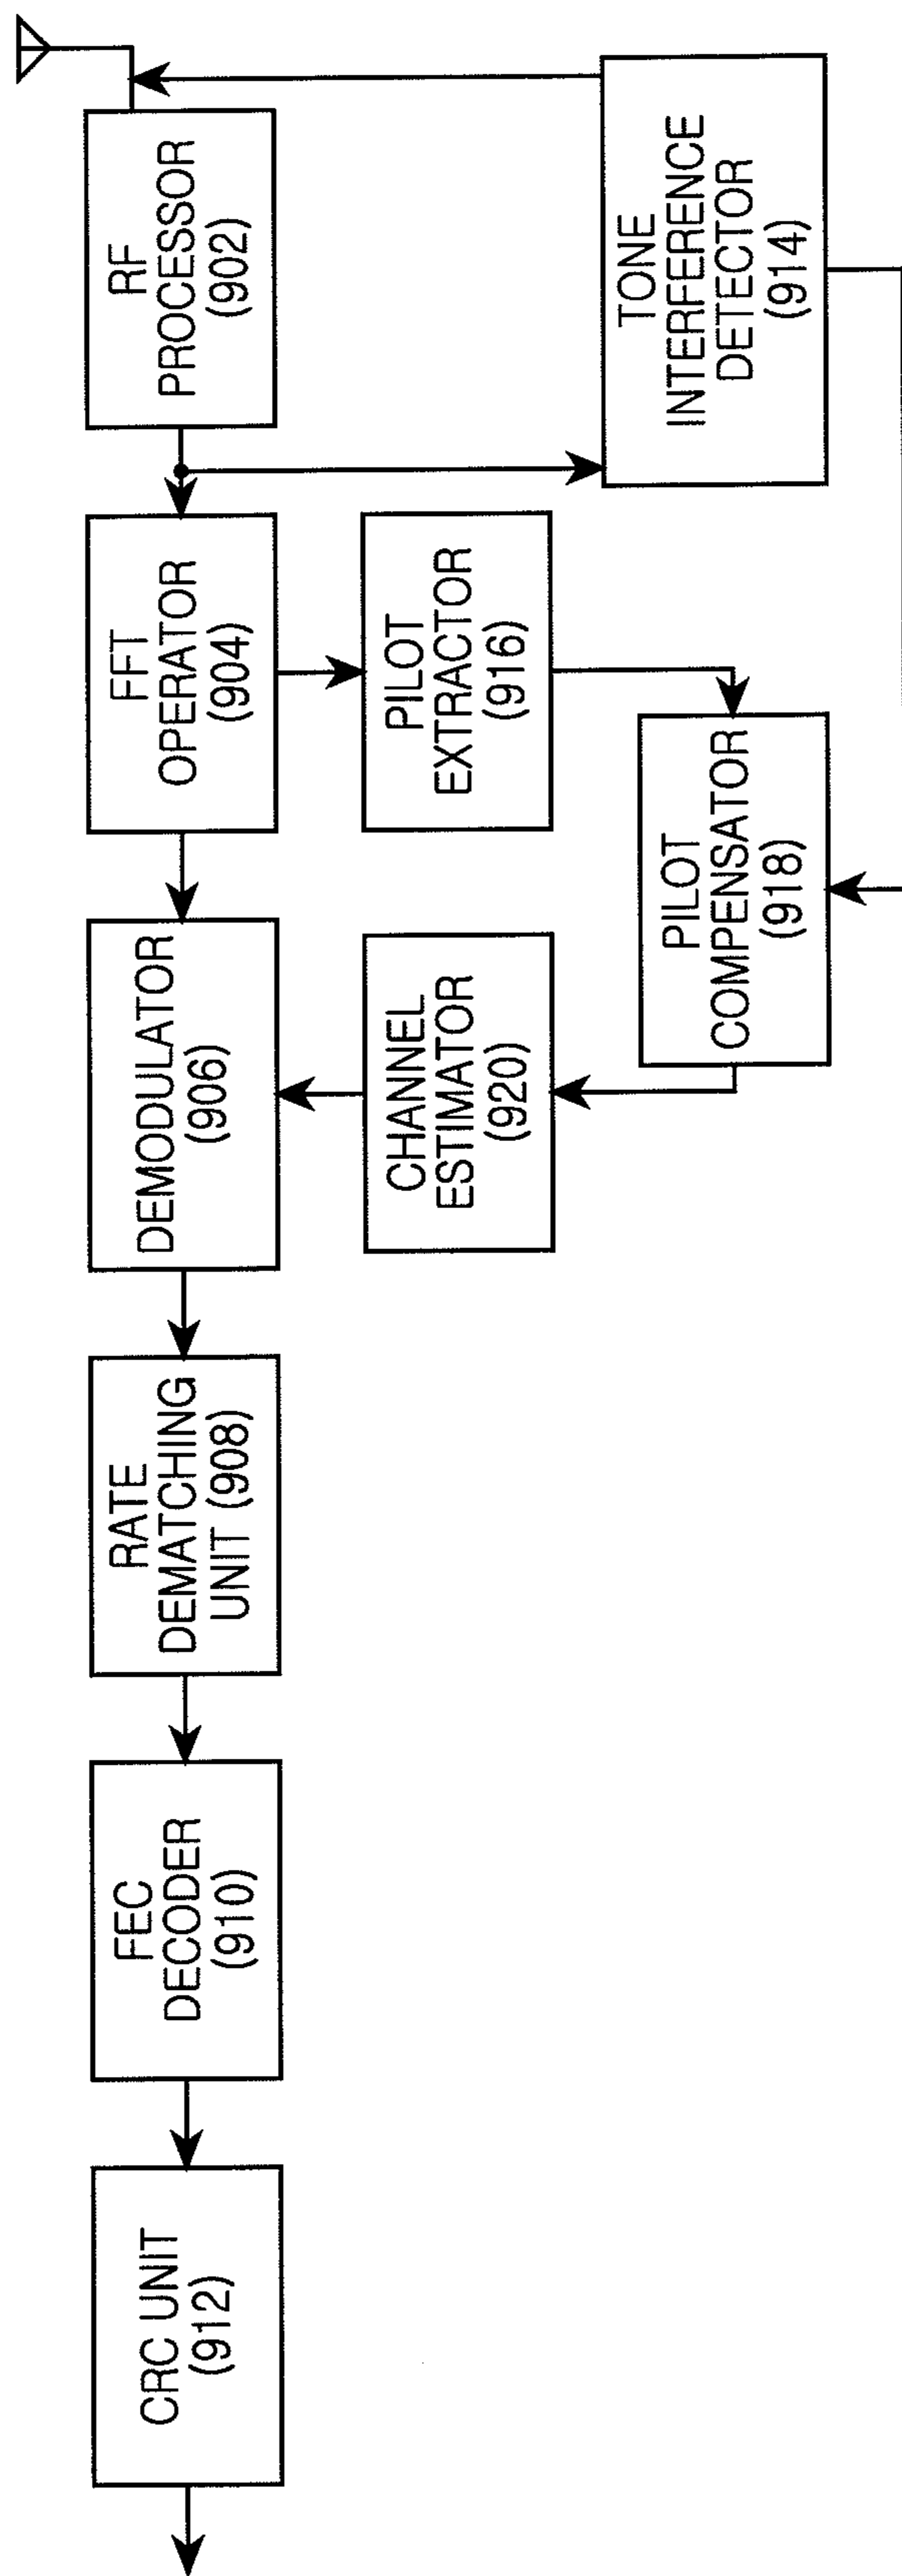 RF
PROCESSOR
(902)
FFT
OPERATOR
(904)
DEMODULATOR
(906)
RATE
DEMATCHING
UNIT (908)
FEC
DECODER
(910)
CRC UNIT
(912)
TONE
INTERFERENCE
DETECTOR
(914)
PILOT
EXTRACTOR
(916)
PILOT
COMPENSATOR
(918)
CHANNEL
ESTIMATOR
(920)